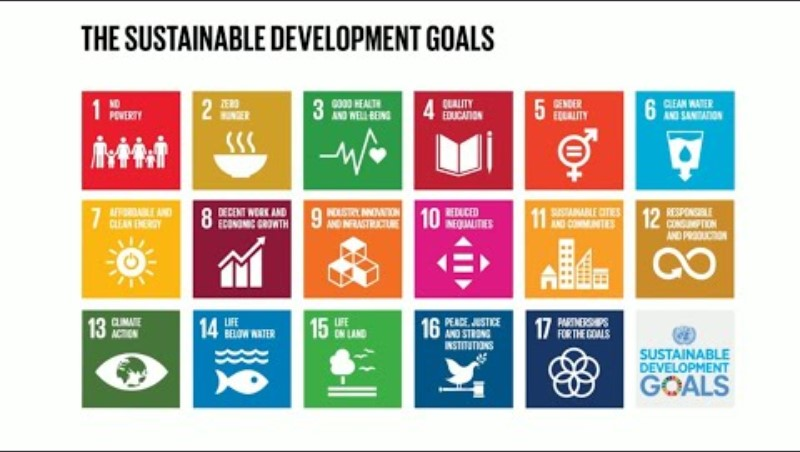 THE SUSTAINABLE DEVELOPMENT GOALS
1 NO
POVERTY
2 ZERO
HUNGER
3 GOOD HEALTH
AND WELL-BEING
4 QUALITY
EDUCATION
5 GENDER
EQUALITY
6 CLEAN WATER
AND SANITATION
7 AFFORDABLE AND
CLEAN ENERGY
8 DECENT WORK AND
ECONOMIC GROWTH
9 INDUSTRY, INNOVATION
AND INFRASTRUCTURE
10 REDUCED
INEQUALITIES
11 SUSTAINABLE CITIES
AND COMMUNITIES
12 RESPONSIBLE
CONSUMPTION
AND PRODUCTION
13 CLIMATE
ACTION
14 LIFE
BELOW WATER
15 LIFE
ON LAND
16 PEACE, JUSTICE
AND STRONG
INSTITUTIONS
17 PARTNERSHIPS
FOR THE GOALS
SUSTAINABLE
DEVELOPMENT
GOALS